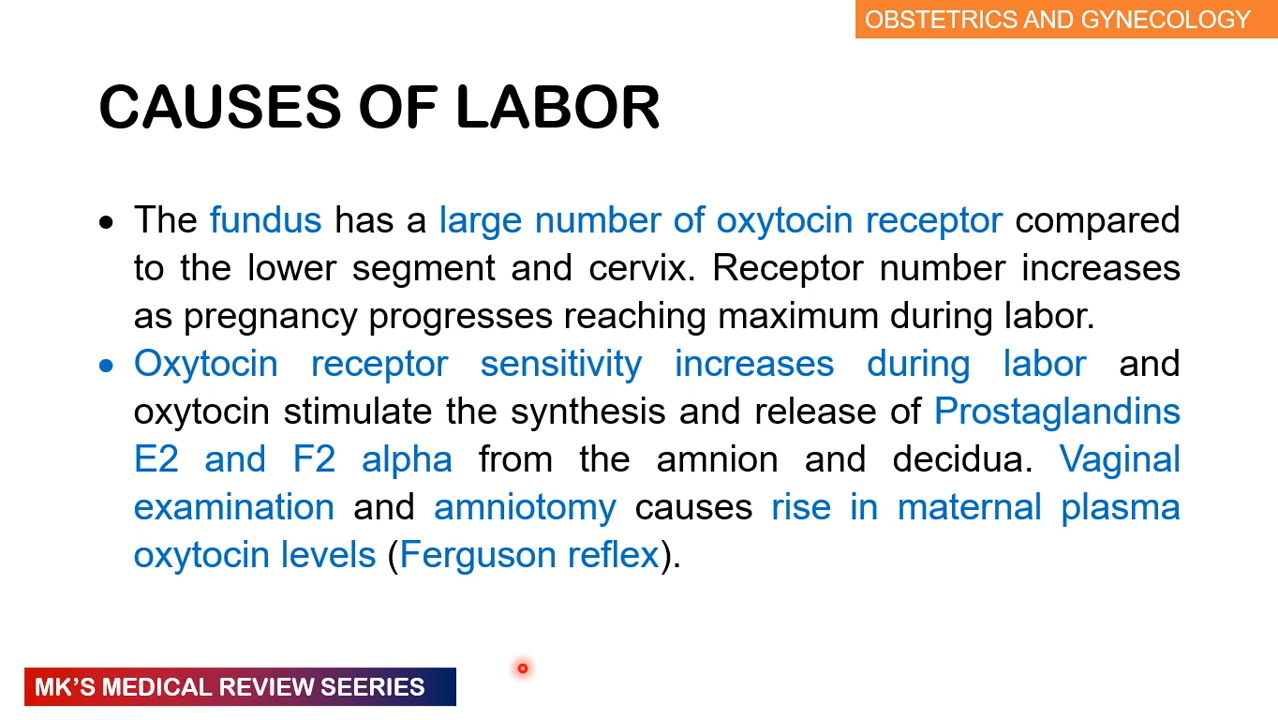 OBSTETRICS AND GYNECOLOGY
CAUSES OF LABOR
• The fundus has a large number of oxytocin receptor compared
to the lower segment and cervix. Receptor number increases
as pregnancy progresses reaching maximum during labor.
• Oxytocin receptor sensitivity increases during labor and
oxytocin stimulate the synthesis and release of Prostaglandins
E2 and F2 alpha from the amnion and decidua. Vaginal
examination and amniotomy causes rise in maternal plasma
oxytocin levels (Ferguson reflex).
MK'S MEDICAL REVIEW SEERIES